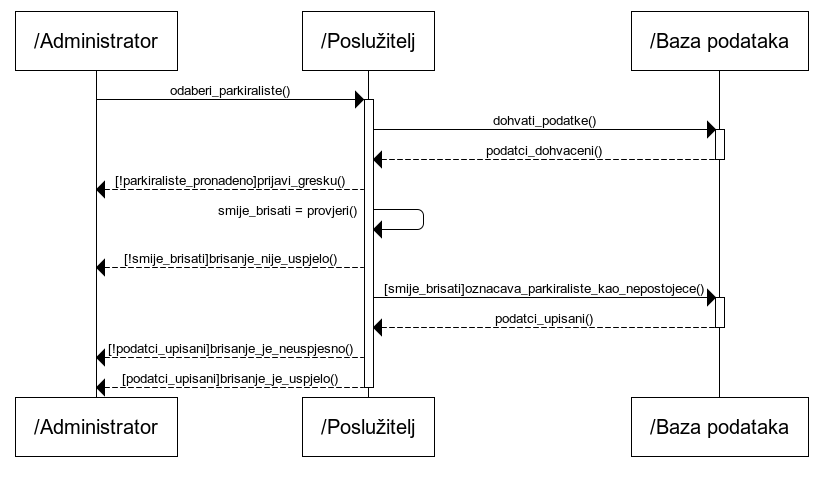 /Administrator
/Poslužitelj
/Baza podataka
odaberi_parkiraliste()
dohvati_podatke()
podatci_dohvaceni()
[!parkiraliste_pronadeno]prijavi_gresku()
smije_brisati = provjeri()
[!smije_brisati]brisanje_nije_uspjelo()
[smije_brisati]oznacava_parkiraliste_kao_nepostojece()
podatci_upisani()
[!podatci_upisani]brisanje_je_neuspjesno()
[podatci_upisani]brisanje_je_uspjelo()
/Administrator
/Poslužitelj
/Baza podataka